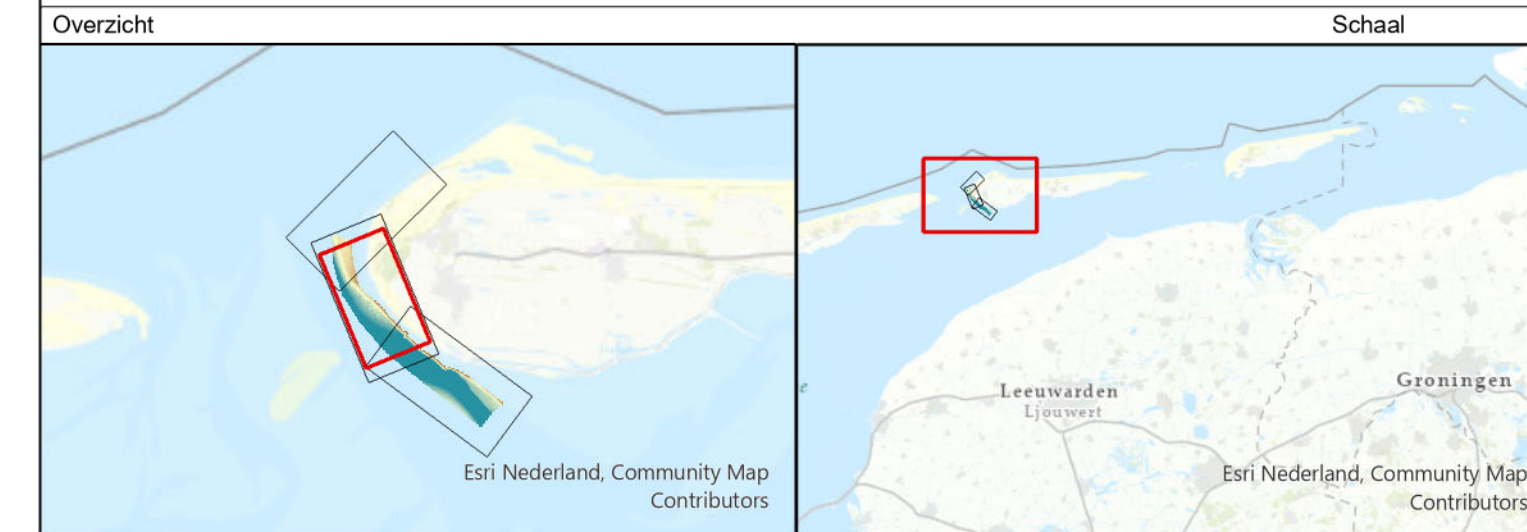 Overzicht
Schaal
Esri Nederland, Community Map
Contributors
e
Leeuwarden
Ljouwert
Groningen
Esri Nederland, Community Map
Contributors